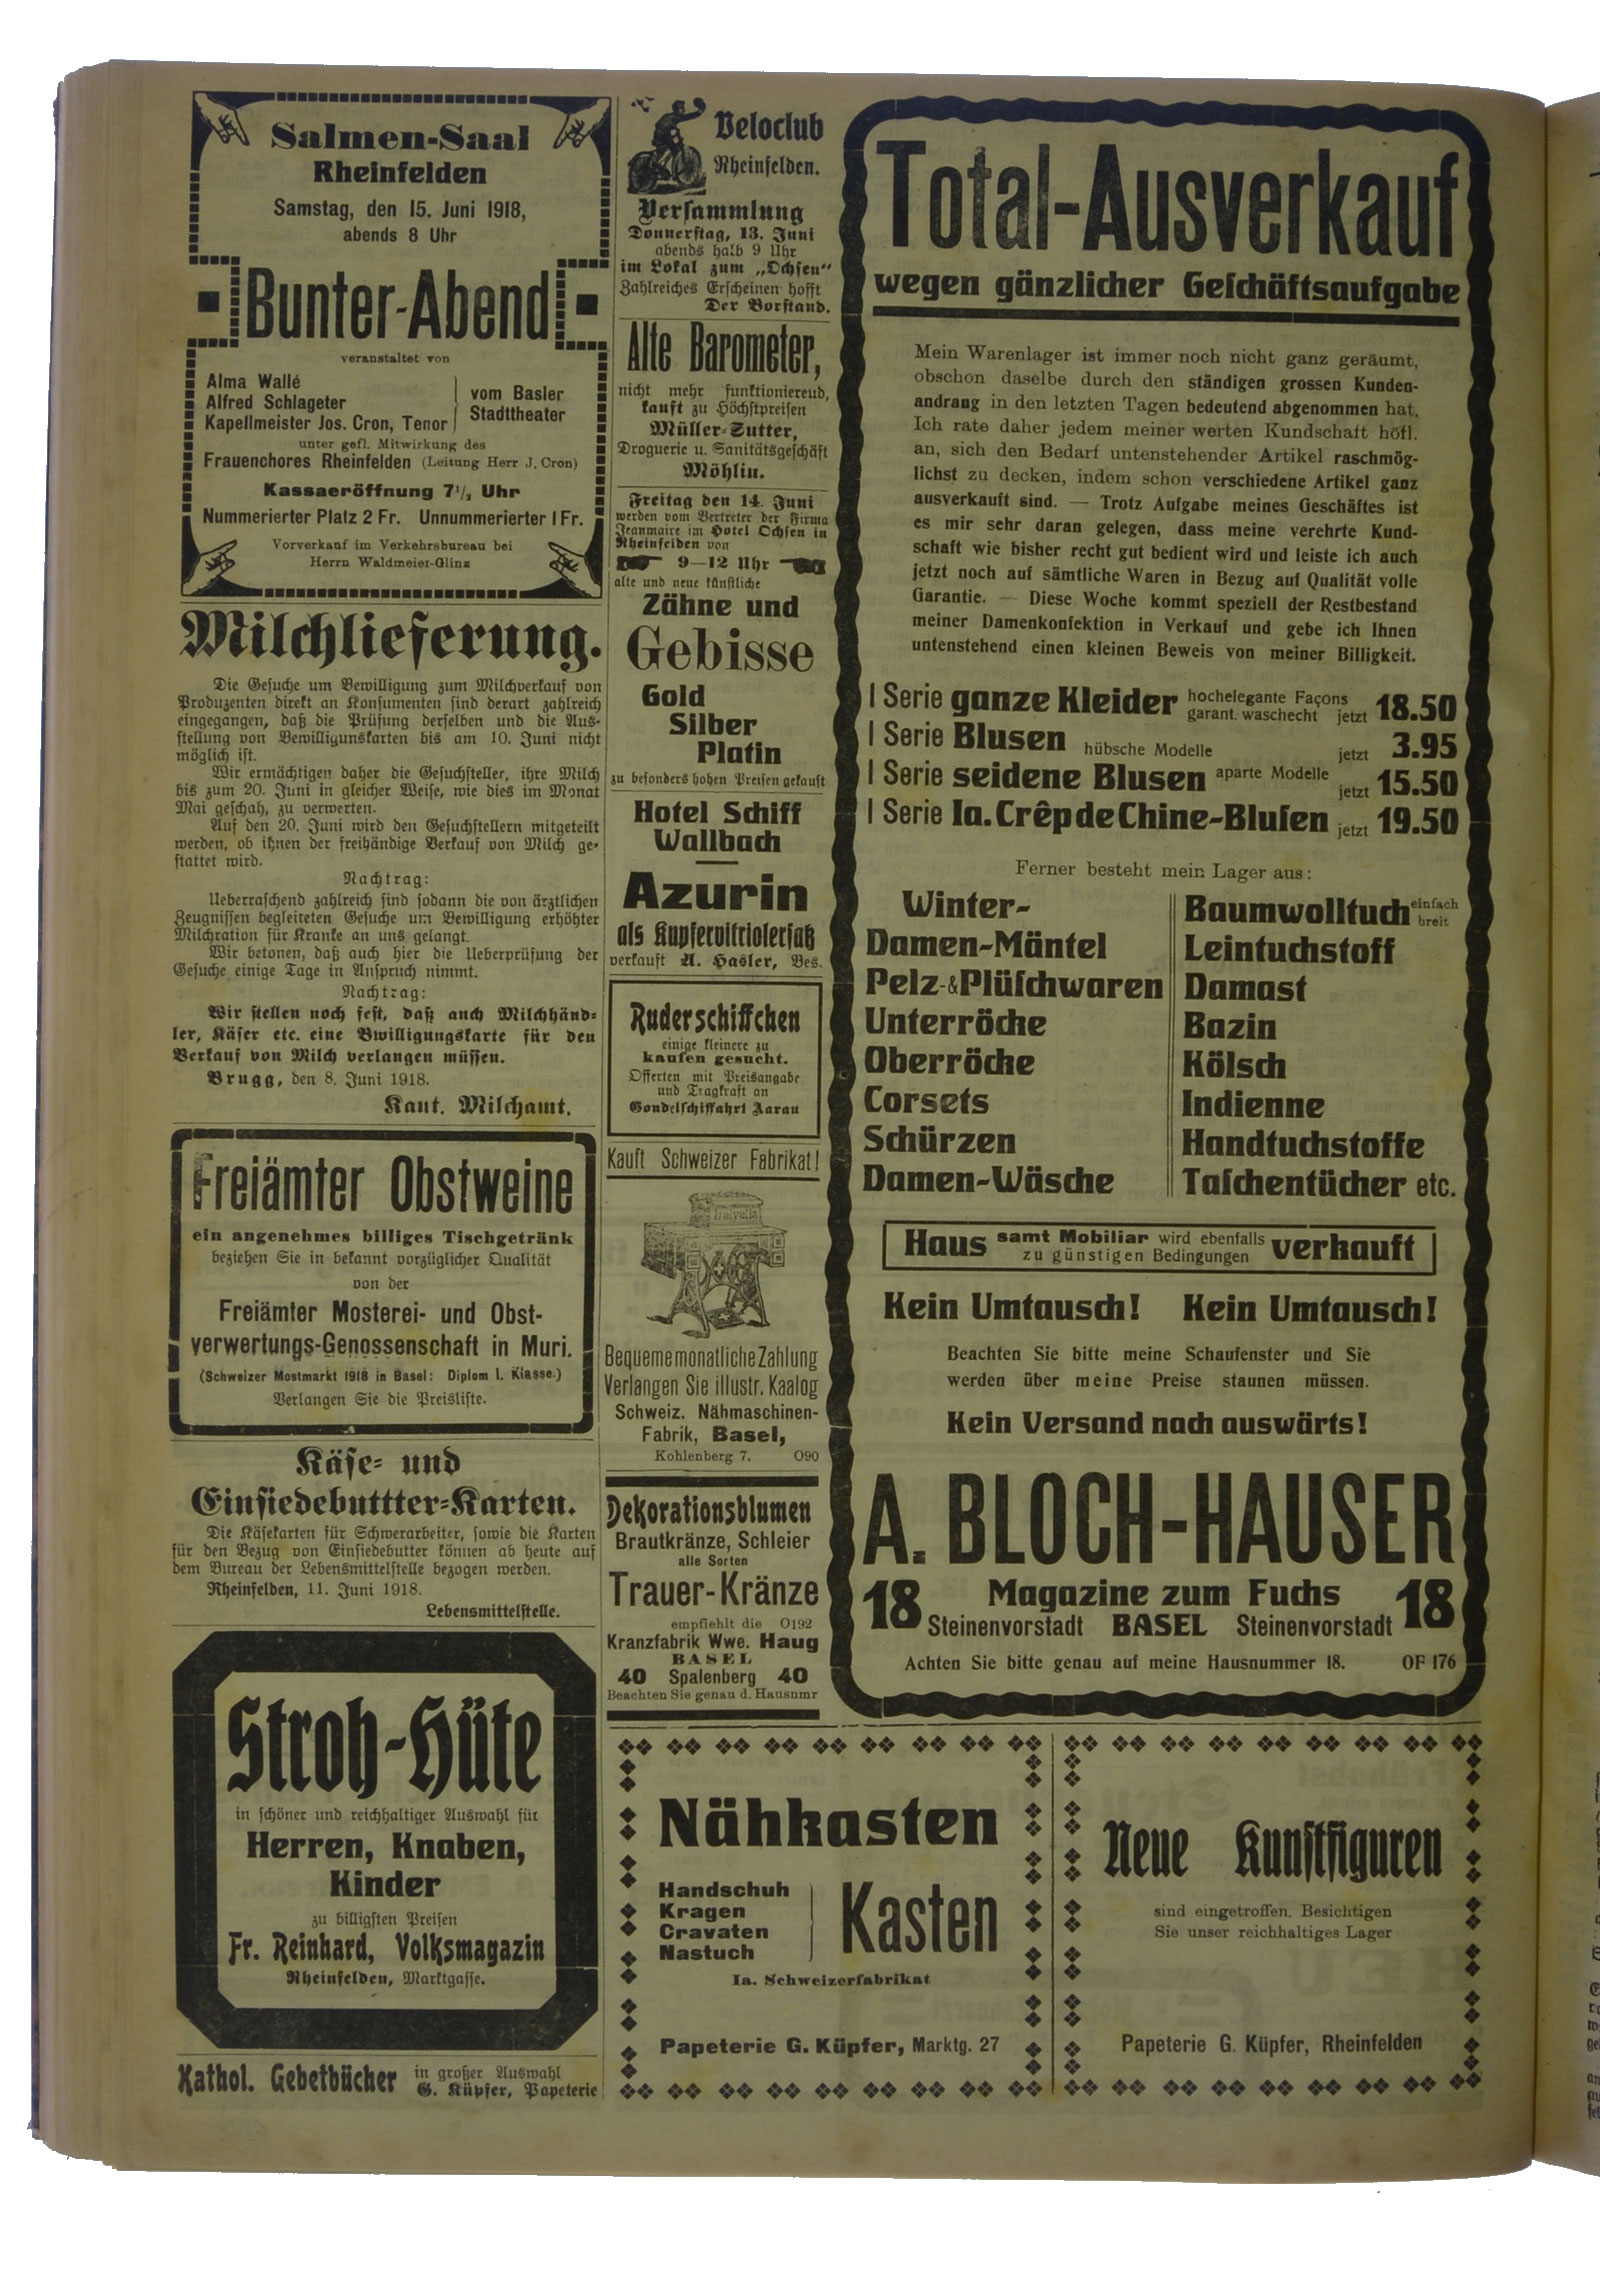 Salmen-Saal
Rheinfelden
Samstag, den 15. Juni 1918,
abends 8 Uhr
Bunter-Abend
veranstaltet von
Alma Wallé
Alfred Schlageter
Kapellmeister Jos. Cron, Tenor
vom Basler
Stadttheater
unter gefl. Mitwirkung des
Frauenchores Rheinfelden (Leitung Herr J. Cron)
Kassaeröffnung 7½ Uhr
Nummerierter Platz 2 Fr. Unnummerierter 1 Fr.
Vorverkauf im Verkehrsbureau bei
Herrn Waldmeier-Glinz
Milchlieferung.
Die Gesuche um Bewilligung zum Milchverkauf von
Produzenten direkt an Konsumenten sind derart zahlreich
eingegangen, daß die Prüfung derselben und die Aus-
stellung von Bewilligunskarten bis am 10. Juni nicht
möglich ist.
Wir ermächtigen daher die Gesuchsteller, ihre Milch
bis zum 20. Juni in gleicher Weise, wie dies im Monat
Mai geschah, zu verwerten.
Auf den 20. Juni wird den Gesuchstellern mitgeteilt
werden, ob ihnen der freihändige Verkauf von Milch ge-
stattet wird.
Nachtrag:
Ueberraschend zahlreich sind sodann die von ärztlichen
Zeugnissen begleiteten Gesuche um Bewilligung erhöhter
Milchration für Kranke an uns gelangt.
Wir betonen, daß auch hier die Ueberprüfung der
Gesuche einige Tage in Anspruch nimmt.
Nachtrag:
Wir stellen noch fest, daß auch Milchhänd-
ler, Käser etc. eine Bwilligungskarte für den
Verkauf von Milch verlangen müssen.
Brugg, den 8. Juni 1918.
Kant. Milchamt.
Freiämter Obstweine
ein angenehmes billiges Tischgetränk
beziehen Sie in bekannt vorzüglicher Qualität
von der
Freiämter Mosterei- und Obst-
verwertungs-Genossenschaft in Muri.
(Schweizer Mostmarkt 1918 in Basel: Diplom I. Klasse.)
Verlangen Sie die Preisliste.
Käse- und
Einsiedebuttter-Karten.
Die Käsekarten für Schwerarbeiter, sowie die Karten
für den Bezug von Einsiedebutter können ab heute auf
dem Bureau der Lebensmittelstelle bezogen werden.
Rheinfelden, 11. Juni 1918.
Lebensmittelstelle.
Stroh-Hüte
in schöner und reichhaltiger Auswahl für
Herren, Knaben,
Kinder
zu billigsten Preisen
Fr. Reinhard, Volksmagazin
Rheinfelden, Marktgasse.
Kathol. Gebetbücher in großer Auswahl
G. Küpfer, Papeterie
Veloclub
Rheinfelden.
Versammlung
Donnerstag, 13. Juni
abends halb 9 Uhr
im Lokal zum „Ochsen“
Zahlreiches Erscheinen hofft
Der Vorstand.
Alte Barometer,
nicht mehr funktioniereud,
kauft zu Höchstpreisen
Müller-Sutter,
Droguerie u. Sanitätsgeschäft
Möhlin.
Freitag den 14. Juni
werden vom Vertreter der Firma
Jeanmaire im Hotel Ochsen in
Rheinfelden von
9—12 Uhr
alte und neue künstliche
Zähne und
Gebisse
Gold
Silber
Platin
zu besonders hohen Preisen gekauft
Hotel Schiff
Wallbach
Azurin
als Kupfervitriolersatz
verkauft A. Hasler, Bes.
Ruderschiffchen
einige kleinere zu
kaufen gesucht.
Offerten mit Preisangabe
und Tragkraft an
Gondelschiffahrt Aarau
Kauft Schweizer Fabrikat!
Helvetia
Bequeme monatliche Zahlung
Verlangen Sie illustr. Kaalog
Schweiz. Nähmaschinen-
Fabrik, Basel,
Kohlenberg 7. O90
Dekorationsblumen
Brautkränze, Schleier
alle Sorten
Trauer-Kränze
empfiehlt die O192
Kranzfabrik Wwe. Haug
BASEL
40 Spalenberg 40
Beachten Sie genau d. Hausnmr
Total-Ausverkauf
wegen gänzlicher Geschäftsaufgabe
Mein Warenlager ist immer noch nicht ganz geräumt,
obschon daselbe durch den ständigen grossen Kunden-
andrang in den letzten Tagen bedeutend abgenommen hat.
Ich rate daher jedem meiner werten Kundschaft höfl.
an, sich den Bedarf untenstehender Artikel raschmög-
lichst zu decken, indem schon verschiedene Artikel ganz
ausverkauft sind. — Trotz Aufgabe meines Geschäftes ist
es mir sehr daran gelegen, dass meine verehrte Kund-
schaft wie bisher recht gut bedient wird und leiste ich auch
jetzt noch auf sämtliche Waren in Bezug auf Qualität volle
Garantie. — Diese Woche kommt speziell der Restbestand
meiner Damenkonfektion in Verkauf und gebe ich Ihnen
untenstehend einen kleinen Beweis von meiner Billigkeit.
1 Serie ganze Kleider hochelegante Façons garant. waschecht jetzt 18.50
1 Serie Blusen hübsche Modelle jetzt 3.95
1 Serie seidene Blusen aparte Modelle jetzt 15.50
1 Serie Ia. Crêp de Chine-Blusen jetzt 19.50
Ferner besteht mein Lager aus:
Winter-
Damen-Mäntel
Pelz-&Plüschwaren
Unterröcke
Oberröcke
Corsets
Schürzen
Damen-Wäsche
Baumwolltuch einfach breit
Leintuchstoff
Damast
Bazin
Kölsch
Indienne
Handtuchstoffe
Taschentücher etc.
Haus samt Mobiliar wird ebenfalls zu günstigen Bedingungen verkauft
Kein Umtausch! Kein Umtausch!
Beachten Sie bitte meine Schaufenster und Sie
werden über meine Preise staunen müssen.
Kein Versand nach auswärts!
A. BLOCH-HAUSER
18 Magazine zum Fuchs 18
Steinenvorstadt BASEL Steinenvorstadt
Achten Sie bitte genau auf meine Hausnummer 18. OF 176
Nähkasten
Handschuh
Kragen
Cravaten
Nastuch
Kasten
Ia. Schweizerfabrikat
Papeterie G. Küpfer, Marktg. 27
Neue Kunstfiguren
sind eingetroffen. Besichtigen
Sie unser reichhaltiges Lager
Papeterie G. Küpfer, Rheinfelden